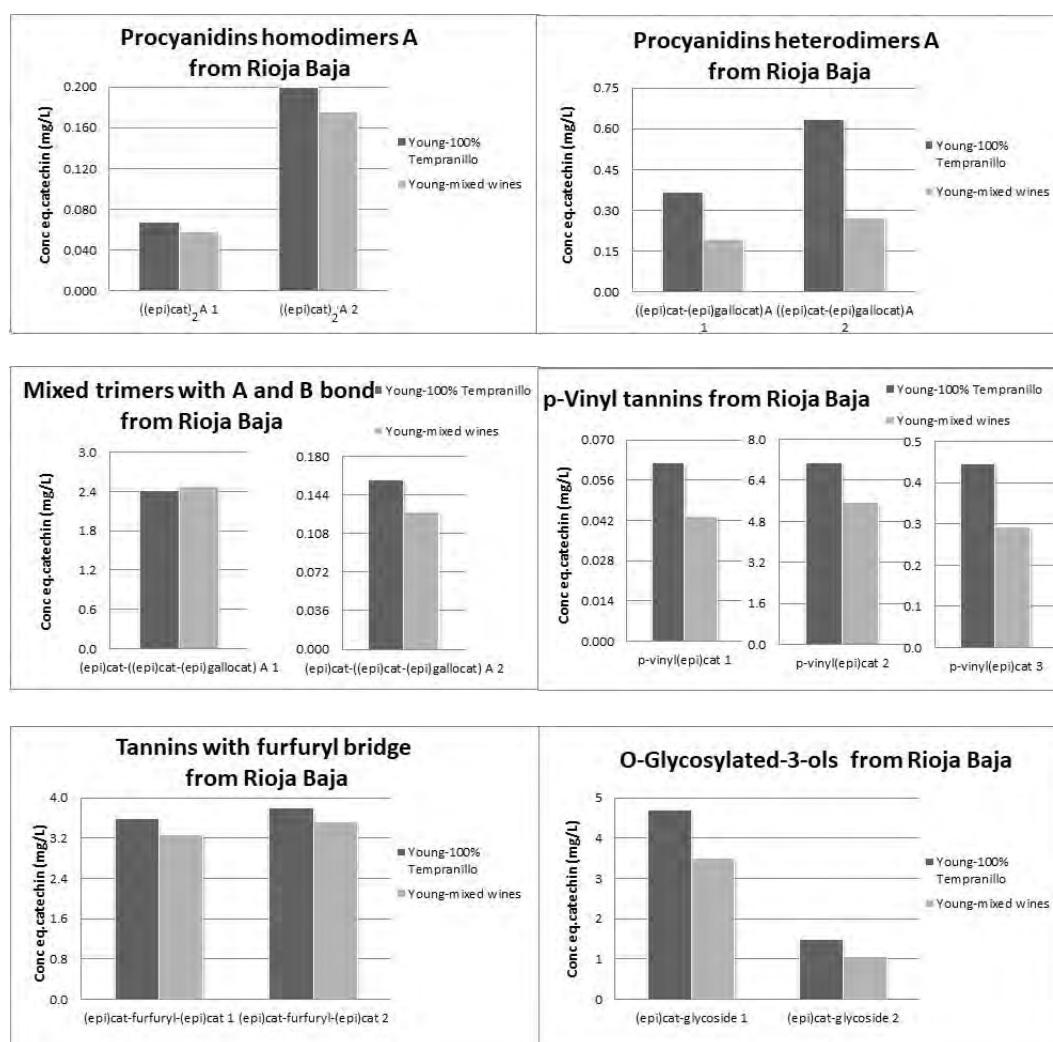 Procyanidins homodimers A
from Rioja Baja
Conc eq.catechin (mg/L)
0.200
0.160
0.120
0.080
0.040
0.000
((epi)cat)2A 1
((epi)cat)2A 2
Young-100%
Tempranillo
Young-mixed wines
Procyanidins heterodimers A
from Rioja Baja
Conc eq.catechin (mg/L)
0.75
0.60
0.45
0.30
0.15
0.00
((epi)cat-(epi)gallocat)A ((epi)cat-(epi)gallocat)A
1 2
Young-100%
Tempranillo
Young-mixed wines
Mixed trimers with A and B bond
from Rioja Baja
Young-100% Tempranillo
Young-mixed wines
Conc eq.catechin (mg/L)
3.0
2.4
1.8
1.2
0.6
0.0
(epi)cat-((epi)cat-(epi)gallocat) A 1
0.180
0.144
0.108
0.072
0.036
0.000
(epi)cat-((epi)cat-(epi)gallocat) A 2
p-Vinyl tannins from Rioja Baja
Young-100% Tempranillo
Young-mixed wines
Conc eq.catechin (mg/L)
0.070
0.056
0.042
0.028
0.014
0.000
p-vinyl(epi)cat 1
8.0
6.4
4.8
3.2
1.6
0.0
p-vinyl(epi)cat 2
0.5
0.4
0.3
0.2
0.1
0.0
p-vinyl(epi)cat 3
Tannins with furfuryl bridge
from Rioja Baja
Conc eq.catechin (mg/L)
4.0
3.2
2.4
1.6
0.8
0.0
(epi)cat-furfuryl-(epi)cat 1 (epi)cat-furfuryl-(epi)cat 2
Young-100%
Tempranillo
Young-mixed wines
O-Glycosylated-3-ols from Rioja Baja
Conc eq.catechin (mg/L)
5
4
3
2
1
0
(epi)cat-glycoside 1
(epi)cat-glycoside 2
Young-100%
Tempranillo
Young-mixed wines